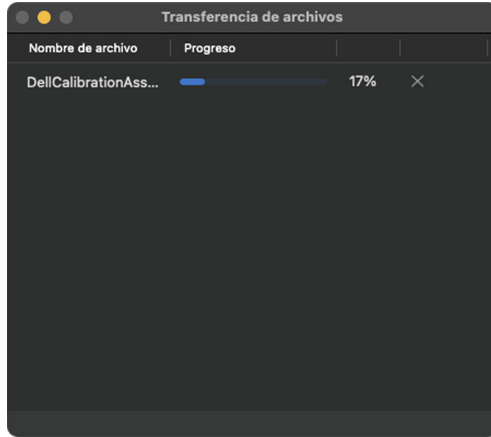 Transferencia de archivos
Nombre de archivo Progreso
DellCalibrationAss... 17%